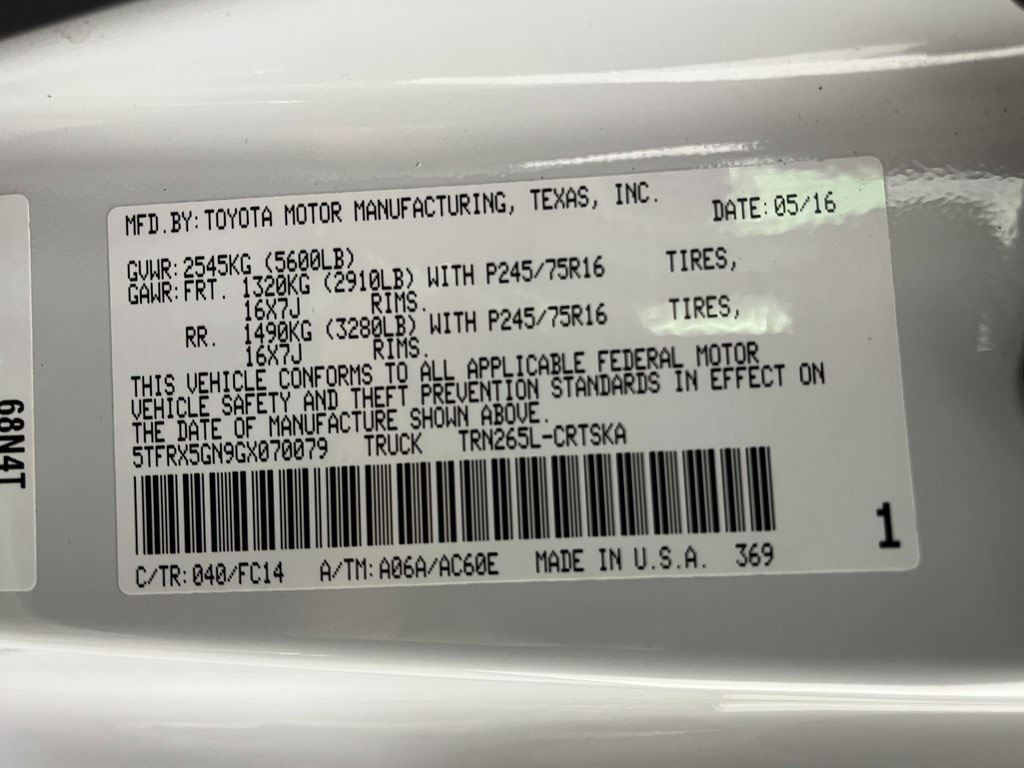 MFD.BY:TOYOTA MOTOR MANUFACTURING, TEXAS, INC. DATE:05/16
GVWR:2545KG (5600LB)
GAWR:FRT. 1320KG (2910LB) WITH P245/75R16 TIRES,
16X7J RIMS.
RR. 1490KG (3280LB) WITH P245/75R16 TIRES,
16X7J RIMS.
THIS VEHICLE CONFORMS TO ALL APPLICABLE FEDERAL MOTOR
VEHICLE SAFETY AND THEFT PREVENTION STANDARDS IN EFFECT ON
THE DATE OF MANUFACTURE SHOWN ABOVE.
5TFRX5GN9GX070079 TRUCK TRN265L-CRTSKA
1
C/TR:040/FC14 A/TM:A06A/AC60E MADE IN U.S.A. 369
68N4T